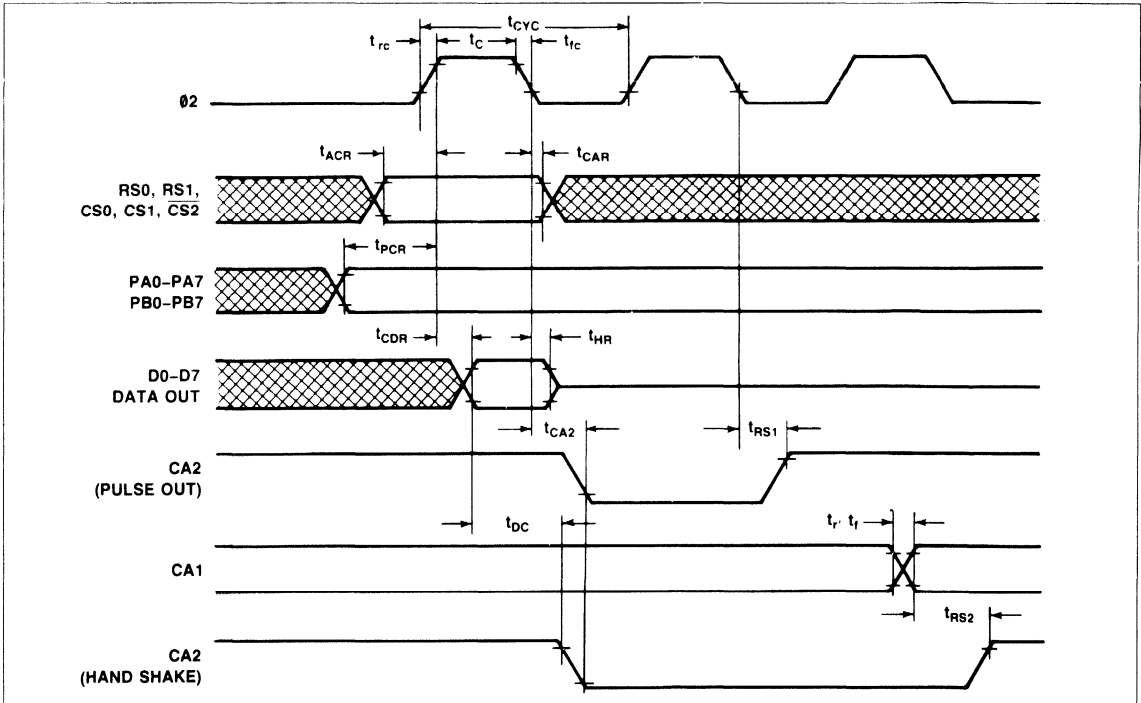 tCYC
trc
tC
tfc
Ø2
tACR
tCAR
RS0, RS1,
CS0, CS1, C̅S̅2̅
tPCR
PA0–PA7
PB0–PB7
tCDR
tHR
D0–D7
DATA OUT
tCA2
tRS1
CA2
(PULSE OUT)
tDC
tr, tf
CA1
tRS2
CA2
(HAND SHAKE)